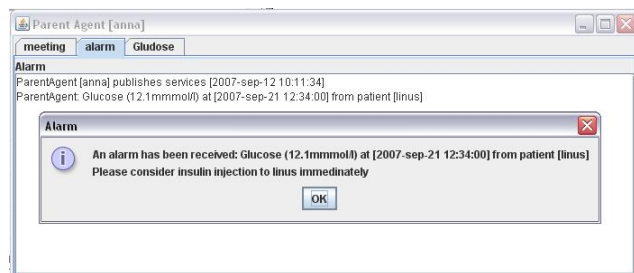 Parent Agent [anna]
meeting alarm Gludose
Alarm
ParentAgent [anna] publishes services [2007-sep-12 10:11:34]
ParentAgent: Glucose (12.1mmmol/l) at [2007-sep-21 12:34:00] from patient [linus]
Alarm
An alarm has been received: Glucose (12.1mmmol/l) at [2007-sep-21 12:34:00] from patient [linus]
Please consider insulin injection to linus immedinately
OK